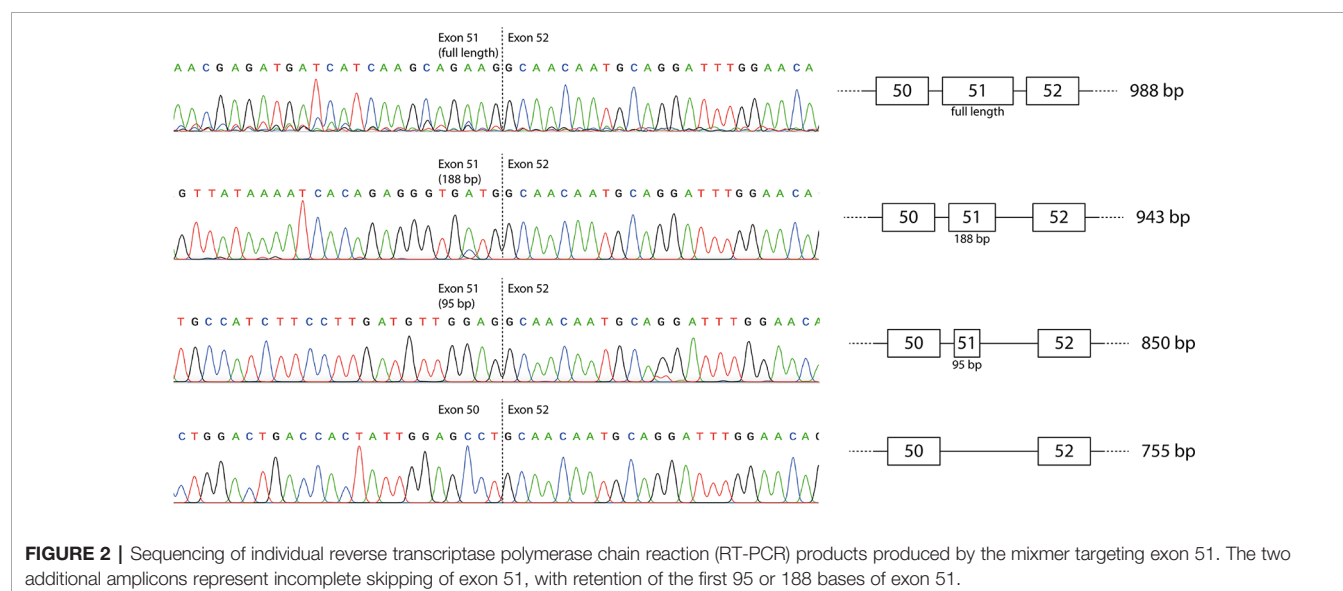 Exon 51
(full length)
Exon 52
AACGAGATGATCATCAAGCAGAAGGCAACAATGCAGGATTTGGAACA
50
51
52
full length
988 bp
Exon 51
(188 bp)
Exon 52
GTTATAAAATCACAGAGGGTGATGGCAACAATGCAGGATTTGGAACA
50
51
52
188 bp
943 bp
Exon 51
(95 bp)
Exon 52
TGCCATCTTCCTTGATGTTGGAGGCAACAATGCAGGATTTGGAACA
50
51
52
95 bp
850 bp
Exon 50
Exon 52
CTGGACTGACCACTATTGGAGCCTGCAACAATGCAGGATTTGGAACAG
50
52
755 bp
FIGURE 2 | Sequencing of individual reverse transcriptase polymerase chain reaction (RT-PCR) products produced by the mixmer targeting exon 51. The two
additional amplicons represent incomplete skipping of exon 51, with retention of the first 95 or 188 bases of exon 51.